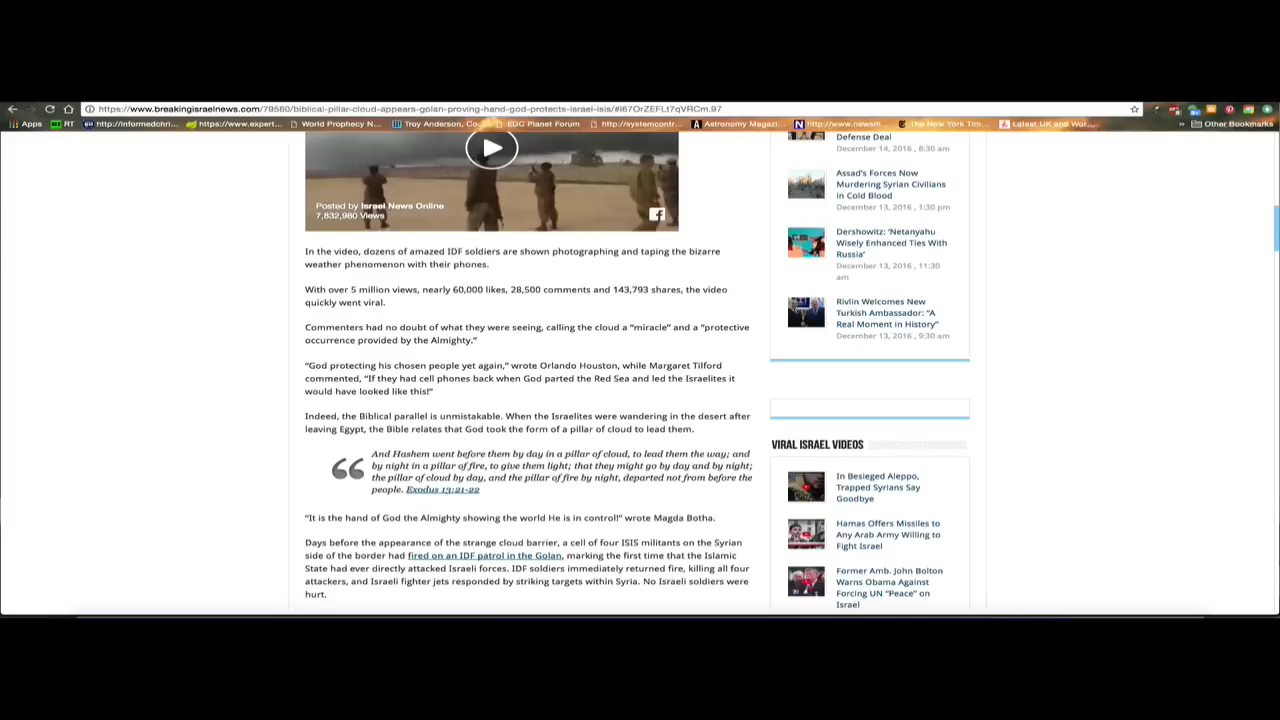 https://www.breakingisraelnews.com/79560/biblical-pillar-cloud-appears-golan-proving-hand-god-protects-israel-isis/#i67OrZEFLt7qVRCm.97
Apps RT http://informedchri... https://www.expert... World Prophecy N... Troy Anderson, Co... EDC Planet Forum http://systemcontr... Astronomy Magazi... http://www.newsm... The New York Tim... Latest UK and Wor... » Other Bookmarks
Posted by Israel News Online
7,832,980 Views
In the video, dozens of amazed IDF soldiers are shown photographing and taping the bizarre
weather phenomenon with their phones.
With over 5 million views, nearly 60,000 likes, 28,500 comments and 143,793 shares, the video
quickly went viral.
Commenters had no doubt of what they were seeing, calling the cloud a “miracle” and a “protective
occurrence provided by the Almighty.”
“God protecting his chosen people yet again,” wrote Orlando Houston, while Margaret Tilford
commented, “If they had cell phones back when God parted the Red Sea and led the Israelites it
would have looked like this!”
Indeed, the Biblical parallel is unmistakable. When the Israelites were wandering in the desert after
leaving Egypt, the Bible relates that God took the form of a pillar of cloud to lead them.
And Hashem went before them by day in a pillar of cloud, to lead them the way; and
by night in a pillar of fire, to give them light; that they might go by day and by night;
the pillar of cloud by day, and the pillar of fire by night, departed not from before the
people. Exodus 13:21-22
“It is the hand of God the Almighty showing the world He is in control!” wrote Magda Botha.
Days before the appearance of the strange cloud barrier, a cell of four ISIS militants on the Syrian
side of the border had fired on an IDF patrol in the Golan, marking the first time that the Islamic
State had ever directly attacked Israeli forces. IDF soldiers immediately returned fire, killing all four
attackers, and Israeli fighter jets responded by striking targets within Syria. No Israeli soldiers were
hurt.
Defense Deal
December 14, 2016 , 8:30 am
Assad's Forces Now
Murdering Syrian Civilians
in Cold Blood
December 13, 2016 , 1:30 pm
Dershowitz: 'Netanyahu
Wisely Enhanced Ties With
Russia'
December 13, 2016 , 11:30
am
Rivlin Welcomes New
Turkish Ambassador: “A
Real Moment in History”
December 13, 2016 , 9:30 am
VIRAL ISRAEL VIDEOS
In Besieged Aleppo,
Trapped Syrians Say
Goodbye
Hamas Offers Missiles to
Any Arab Army Willing to
Fight Israel
Former Amb. John Bolton
Warns Obama Against
Forcing UN “Peace” on
Israel